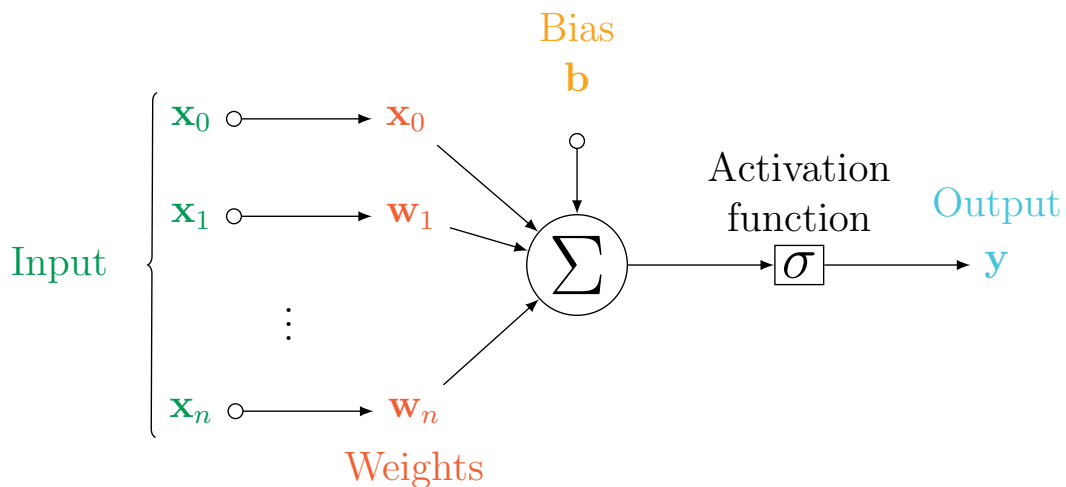 Bias
b
x₀ x₀
Activation
function
x₁ w₁
Output
Input
Σ
σ
y
⋮
xₙ wₙ
Weights